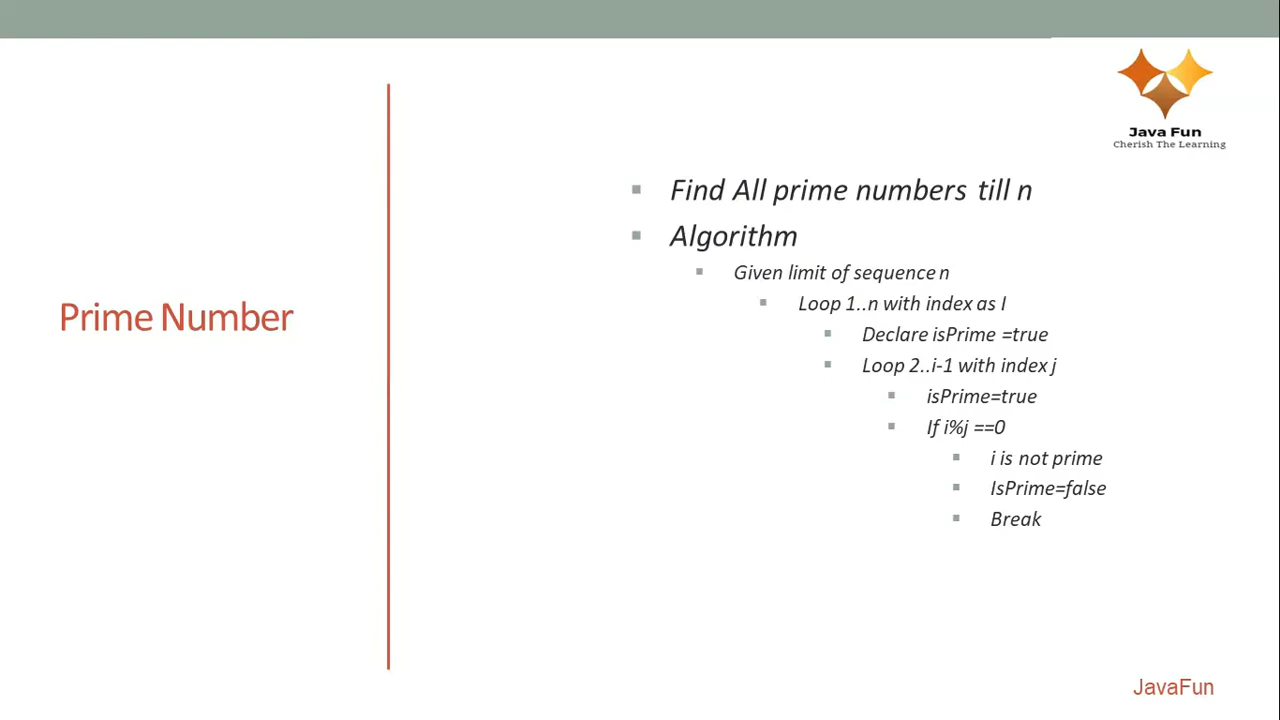 Java Fun
Cherish The Learning
Prime Number
Find All prime numbers till n
Algorithm
Given limit of sequence n
Loop 1..n with index as I
Declare isPrime =true
Loop 2..i-1 with index j
isPrime=true
If i%j ==0
i is not prime
IsPrime=false
Break
JavaFun